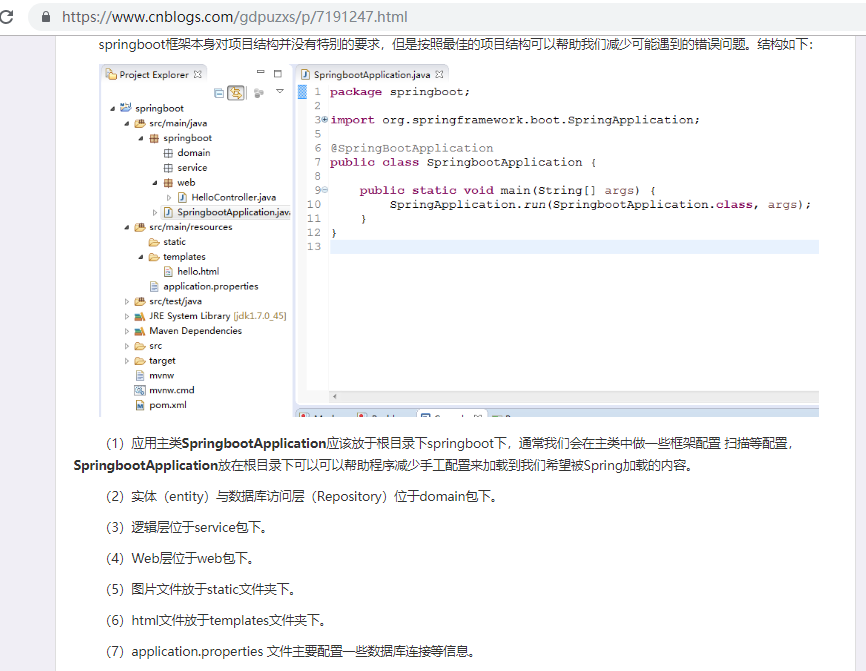 https://www.cnblogs.com/gdpuzxs/p/7191247.html
springboot框架本身对项目结构并没有特别的要求，但是按照最佳的项目结构可以帮助我们减少可能遇到的错误问题。结构如下：
Project Explorer
springboot
src/main/java
springboot
domain
service
web
HelloController.java
SpringbootApplication.java
src/main/resources
static
templates
hello.html
application.properties
src/test/java
JRE System Library [jdk1.7.0_45]
Maven Dependencies
src
target
mvnw
mvnw.cmd
pom.xml
SpringbootApplication.java
1 package springboot;
2
3 import org.springframework.boot.SpringApplication;
5
6 @SpringBootApplication
7 public class SpringbootApplication {
8
9 public static void main(String[] args) {
10 SpringApplication.run(SpringbootApplication.class, args);
11 }
12 }
13
（1）应用主类SpringbootApplication应该放于根目录下springboot下，通常我们会在主类中做一些框架配置 扫描等配置，
SpringbootApplication放在根目录下可以可以帮助程序减少手工配置来加载到我们希望被Spring加载的内容。
（2）实体（entity）与数据库访问层（Repository）位于domain包下。
（3）逻辑层位于service包下。
（4）Web层位于web包下。
（5）图片文件放于static文件夹下。
（6）html文件放于templates文件夹下。
（7）application.properties 文件主要配置一些数据库连接等信息。